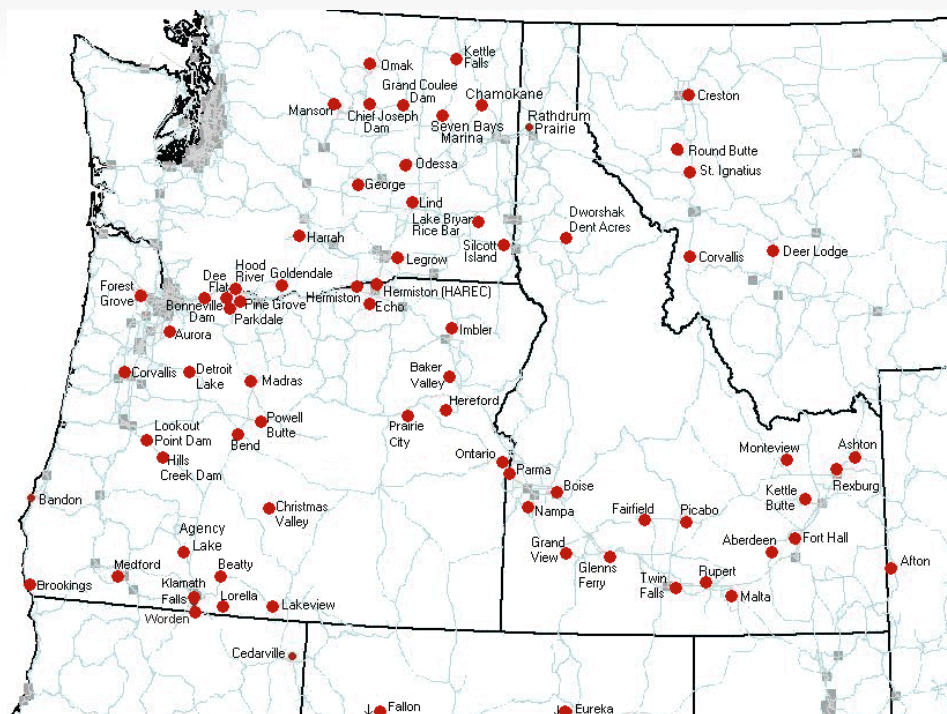 Kettle
Falls
Omak
Grand Coulee
Dam
Chamokane
Creston
Manson
Chief Joseph
Dam
Seven Bays
Marina
Rathdrum
Prairie
Round Butte
St. Ignatius
Odessa
George
Lind
Lake Bryan
Rice Bar
Dworshak
Dent Acres
Harrah
Silcott
Island
Legrow
Corvallis
Deer Lodge
Hood
River
Goldendale
Dee
Flat
Forest
Grove
Bonneville
Dam
Pine Grove
Parkdale
Hermiston
Hermiston (HAREC)
Echo
Aurora
Imbler
Corvallis
Detroit
Lake
Madras
Baker
Valley
Hereford
Prairie
City
Powell
Butte
Bend
Lookout
Point Dam
Hills
Creek Dam
Ontario
Parma
Boise
Nampa
Monteview
Ashton
Rexburg
Kettle
Butte
Bandon
Christmas
Valley
Fairfield
Picabo
Agency
Lake
Grand
View
Glenns
Ferry
Aberdeen
Fort Hall
Afton
Medford
Beatty
Klamath
Falls
Brookings
Lorella
Lakeview
Worden
Twin
Falls
Rupert
Malta
Cedarville
Fallon
Eureka